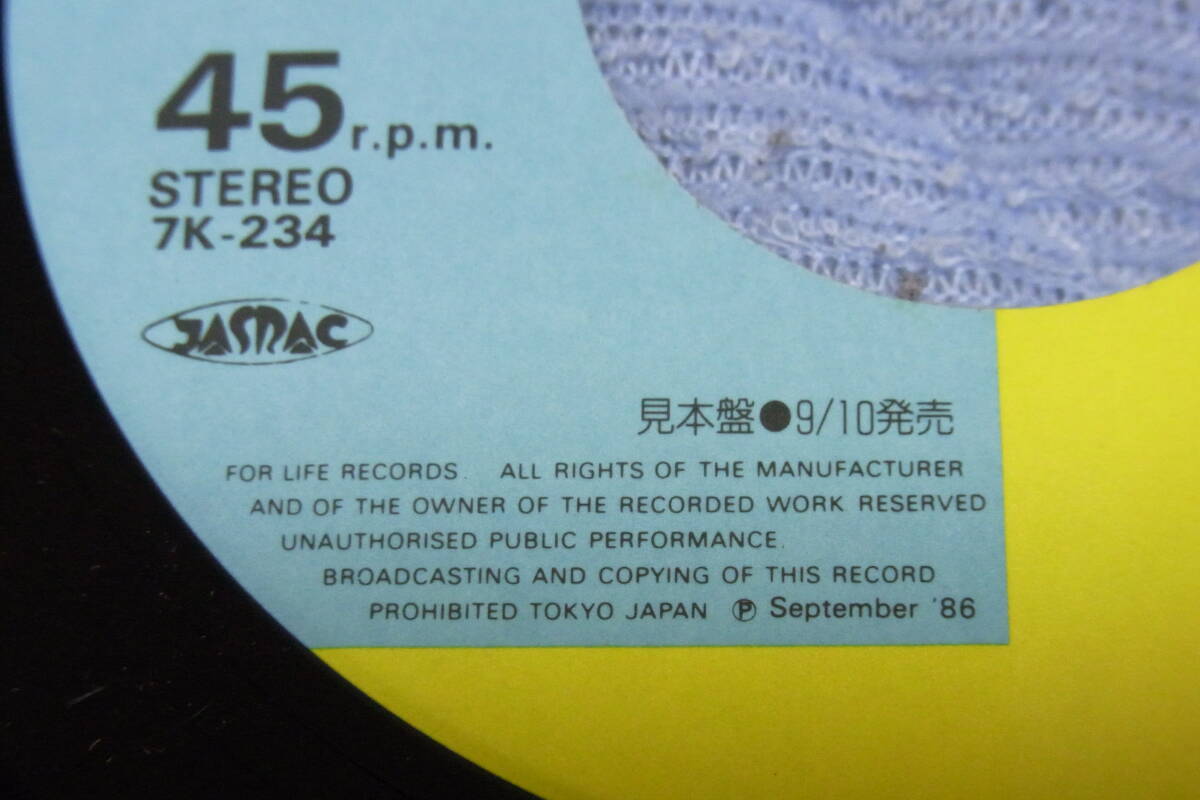 45 r.p.m.
STEREO
7K-234
JASRAC
見本盤●9/10発売
FOR LIFE RECORDS. ALL RIGHTS OF THE MANUFACTURER
AND OF THE OWNER OF THE RECORDED WORK RESERVED
UNAUTHORISED PUBLIC PERFORMANCE.
BROADCASTING AND COPYING OF THIS RECORD
PROHIBITED TOKYO JAPAN ℗ September '86